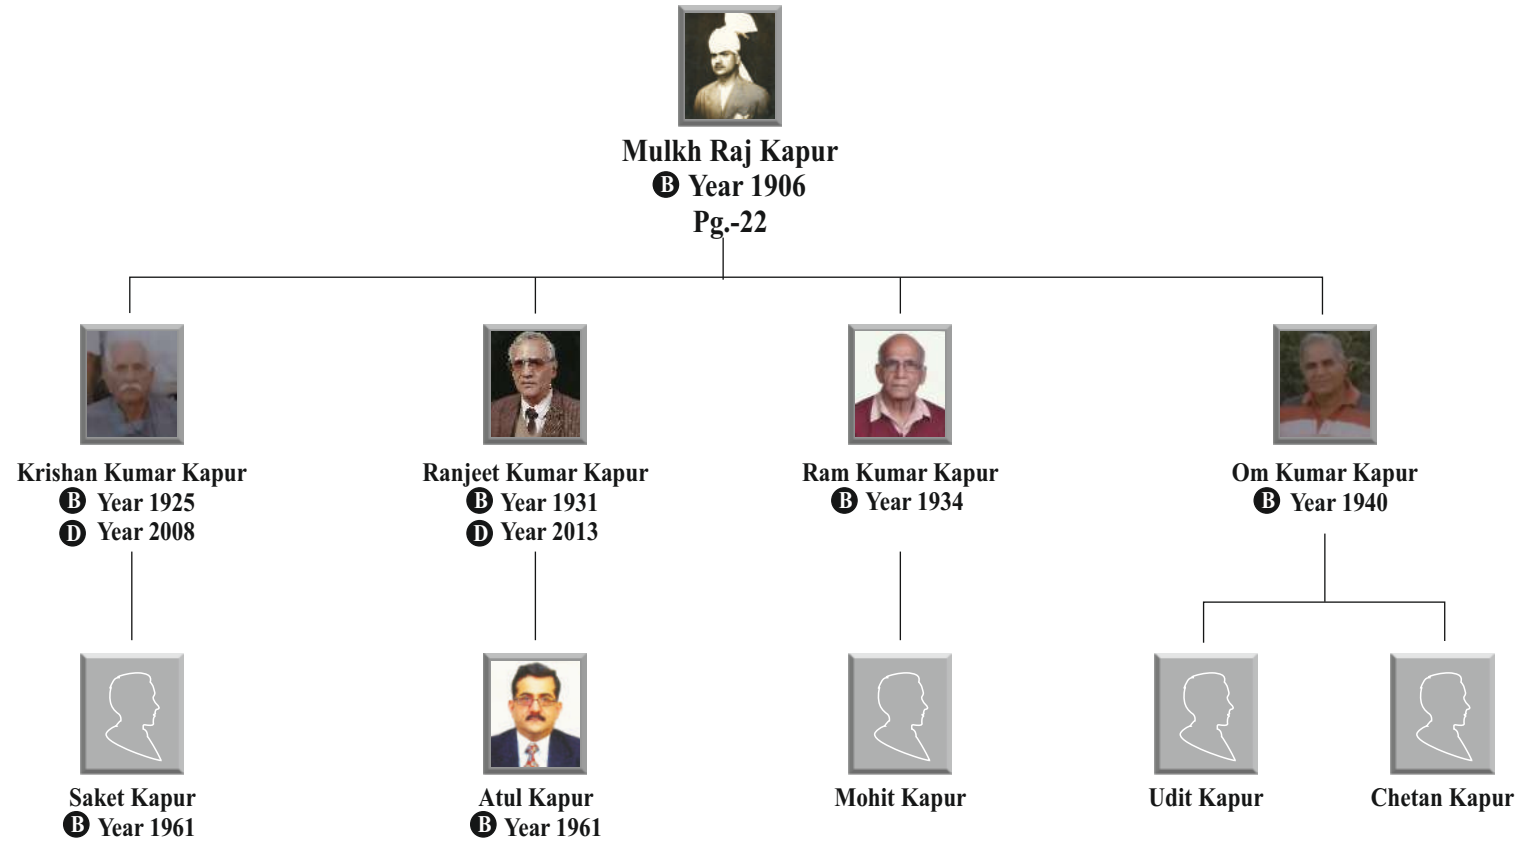 Mulkh Raj Kapur
B Year 1906
Pg.-22
Krishan Kumar Kapur
B Year 1925
D Year 2008
Ranjeet Kumar Kapur
B Year 1931
D Year 2013
Ram Kumar Kapur
B Year 1934
Om Kumar Kapur
B Year 1940
Saket Kapur
B Year 1961
Atul Kapur
B Year 1961
Mohit Kapur
Udit Kapur
Chetan Kapur